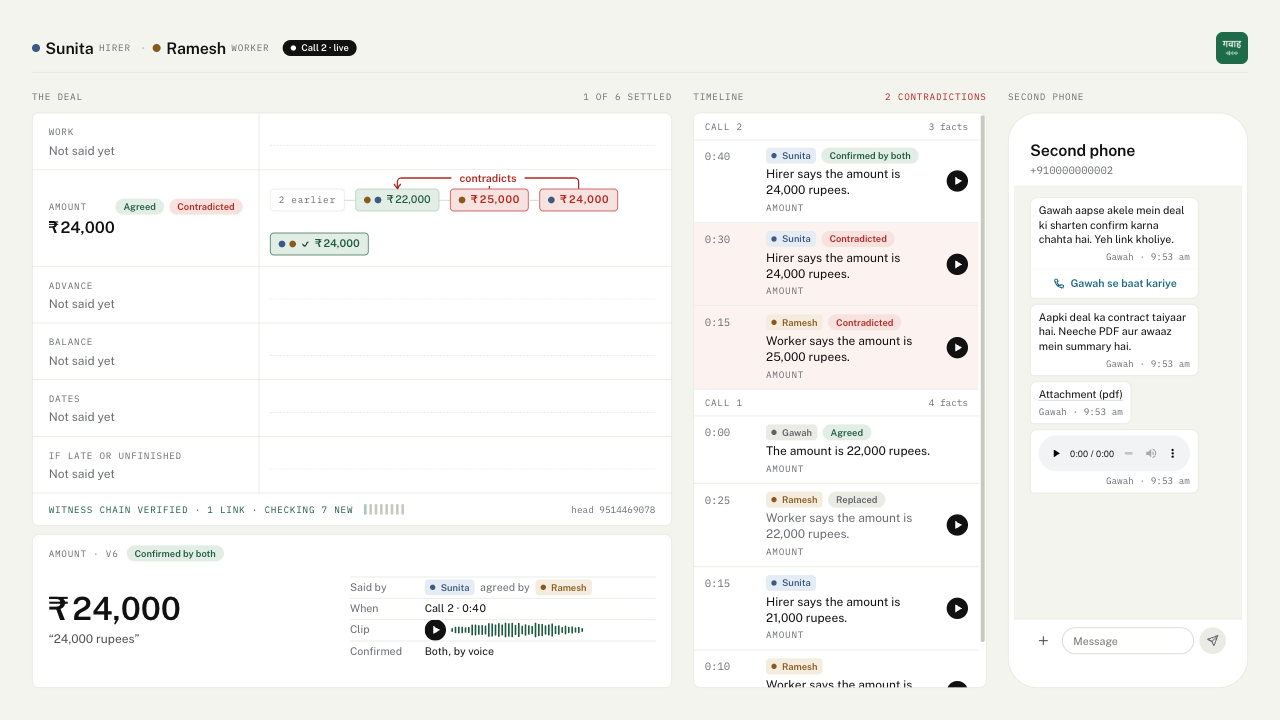 Sunita HIRER · Ramesh WORKER Call 2 · live
गवाह
THE DEAL
1 OF 6 SETTLED
WORK
Not said yet
AMOUNT Agreed Contradicted
₹24,000
contradicts
2 earlier ₹22,000 ₹25,000 ₹24,000
₹24,000
ADVANCE
Not said yet
BALANCE
Not said yet
DATES
Not said yet
IF LATE OR UNFINISHED
Not said yet
WITNESS CHAIN VERIFIED · 1 LINK · CHECKING 7 NEW
head 9514469078
AMOUNT · V6 Confirmed by both
₹24,000
“24,000 rupees”
Said by Sunita agreed by Ramesh
When Call 2 · 0:40
Clip
Confirmed Both, by voice
TIMELINE
2 CONTRADICTIONS
CALL 2 3 facts
0:40 Sunita Confirmed by both
Hirer says the amount is
24,000 rupees.
AMOUNT
0:30 Sunita Contradicted
Hirer says the amount is
24,000 rupees.
AMOUNT
0:15 Ramesh Contradicted
Worker says the amount is
25,000 rupees.
AMOUNT
CALL 1 4 facts
0:00 Gawah Agreed
The amount is 22,000 rupees.
AMOUNT
0:25 Ramesh Replaced
Worker says the amount is
22,000 rupees.
AMOUNT
0:15 Sunita
Hirer says the amount is
21,000 rupees.
AMOUNT
0:10 Ramesh
Worker says the amount is
SECOND PHONE
Second phone
+910000000002
Gawah aapse akele mein deal
ki sharten confirm karna
chahta hai. Yeh link kholiye.
Gawah · 9:53 am
Gawah se baat kariye
Aapki deal ka contract taiyaar
hai. Neeche PDF aur awaaz
mein summary hai.
Gawah · 9:53 am
Attachment (pdf)
Gawah · 9:53 am
0:00 / 0:00
Gawah · 9:53 am
Message